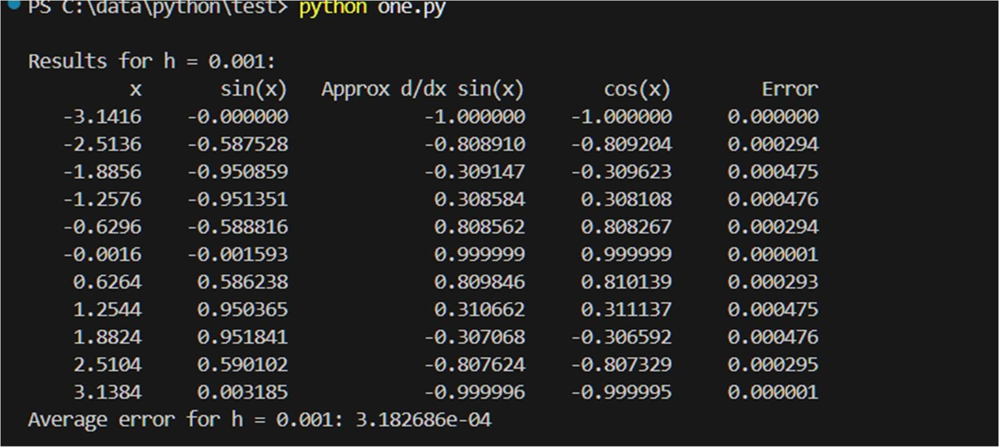 PS C:\data\python\test> python one.py
Results for h = 0.001:
x sin(x) Approx d/dx sin(x) cos(x) Error
-3.1416 -0.000000 -1.000000 -1.000000 0.000000
-2.5136 -0.587528 -0.808910 -0.809204 0.000294
-1.8856 -0.950859 -0.309147 -0.309623 0.000475
-1.2576 -0.951351 0.308584 0.308108 0.000476
-0.6296 -0.588816 0.808562 0.808267 0.000294
-0.0016 -0.001593 0.999999 0.999999 0.000001
0.6264 0.586238 0.809846 0.810139 0.000293
1.2544 0.950365 0.310662 0.311137 0.000475
1.8824 0.951841 -0.307068 -0.306592 0.000476
2.5104 0.590102 -0.807624 -0.807329 0.000295
3.1384 0.003185 -0.999996 -0.999995 0.000001
Average error for h = 0.001: 3.182686e-04